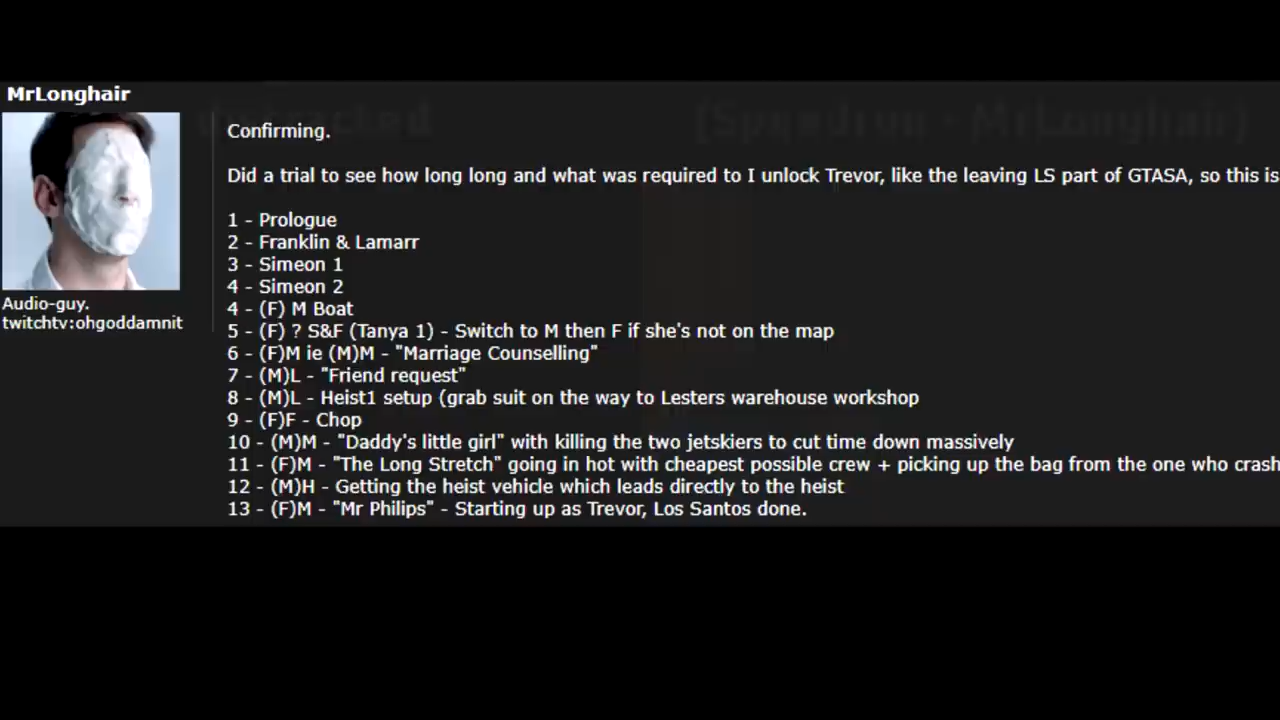 MrLonghair
Audio-guy.
twitchtv:ohgoddamnit
Confirming.
Did a trial to see how long long and what was required to I unlock Trevor, like the leaving LS part of GTASA, so this is
1 - Prologue
2 - Franklin & Lamarr
3 - Simeon 1
4 - Simeon 2
4 - (F) M Boat
5 - (F) ? S&F (Tanya 1) - Switch to M then F if she's not on the map
6 - (F)M ie (M)M - "Marriage Counselling"
7 - (M)L - "Friend request"
8 - (M)L - Heist1 setup (grab suit on the way to Lesters warehouse workshop
9 - (F)F - Chop
10 - (M)M - "Daddy's little girl" with killing the two jetskiers to cut time down massively
11 - (F)M - "The Long Stretch" going in hot with cheapest possible crew + picking up the bag from the one who crash
12 - (M)H - Getting the heist vehicle which leads directly to the heist
13 - (F)M - "Mr Philips" - Starting up as Trevor, Los Santos done.